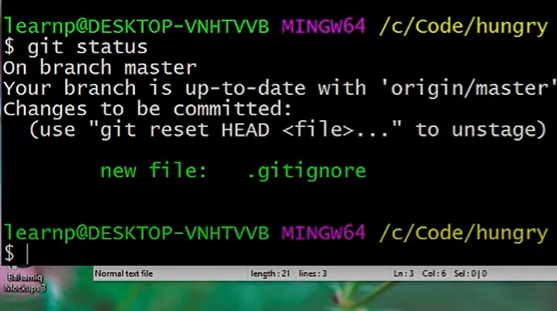 learnp@DESKTOP-VNHTVVB MINGW64 /c/Code/hungry
$ git status
On branch master
Your branch is up-to-date with 'origin/master'
Changes to be committed:
(use "git reset HEAD <file>..." to unstage)
new file: .gitignore
learnp@DESKTOP-VNHTVVB MINGW64 /c/Code/hungry
$
Normal text file length : 21 lines : 3 Ln : 3 Col : 6 Sel : 0 | 0
Balsamiq
Mockups 3